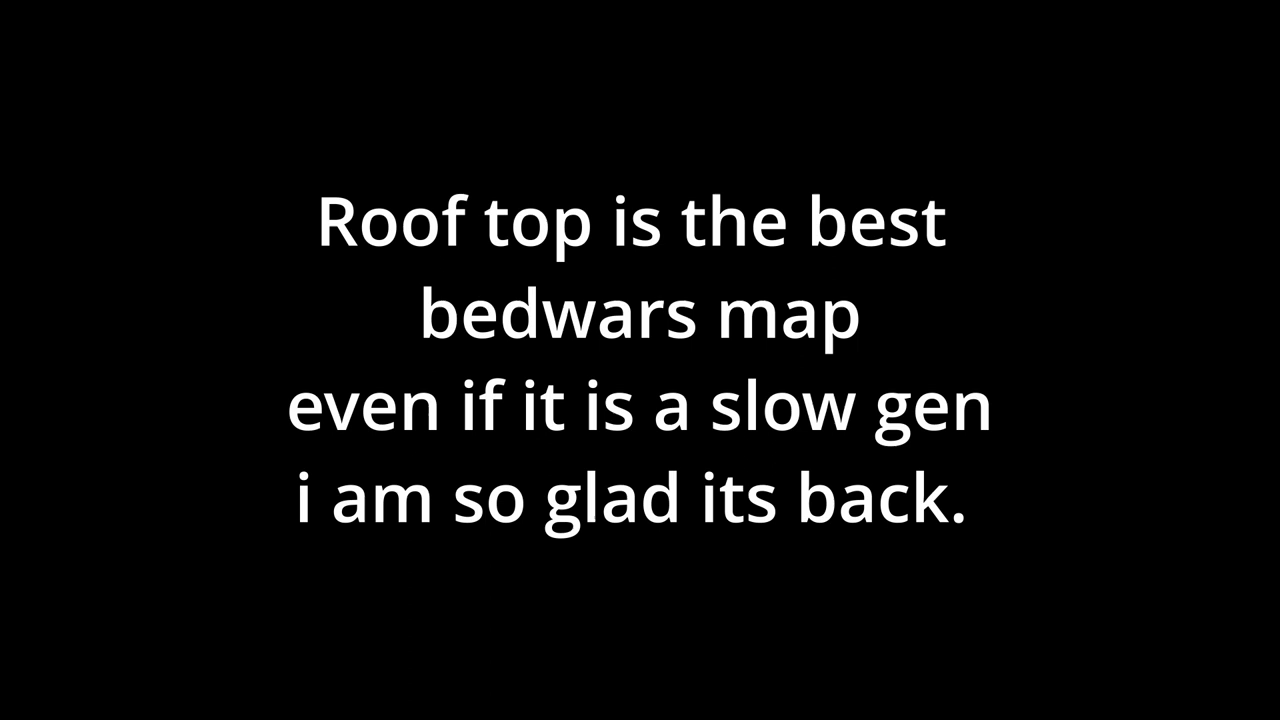 Roof top is the best
bedwars map
even if it is a slow gen
i am so glad its back.